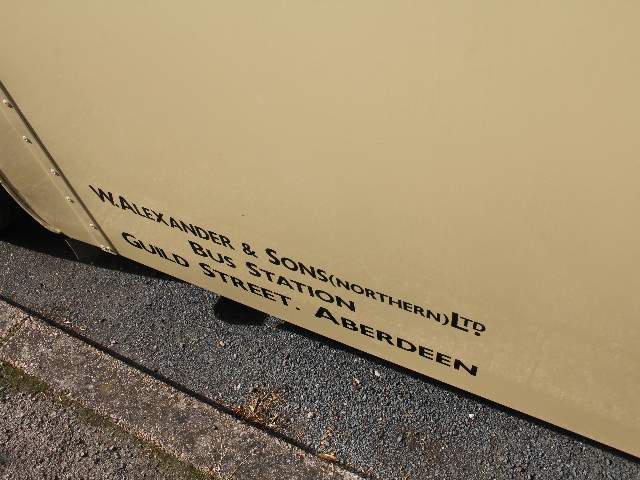 W. Alexander & Sons (Northern) Ltd.
Bus Station
Guild Street. Aberdeen